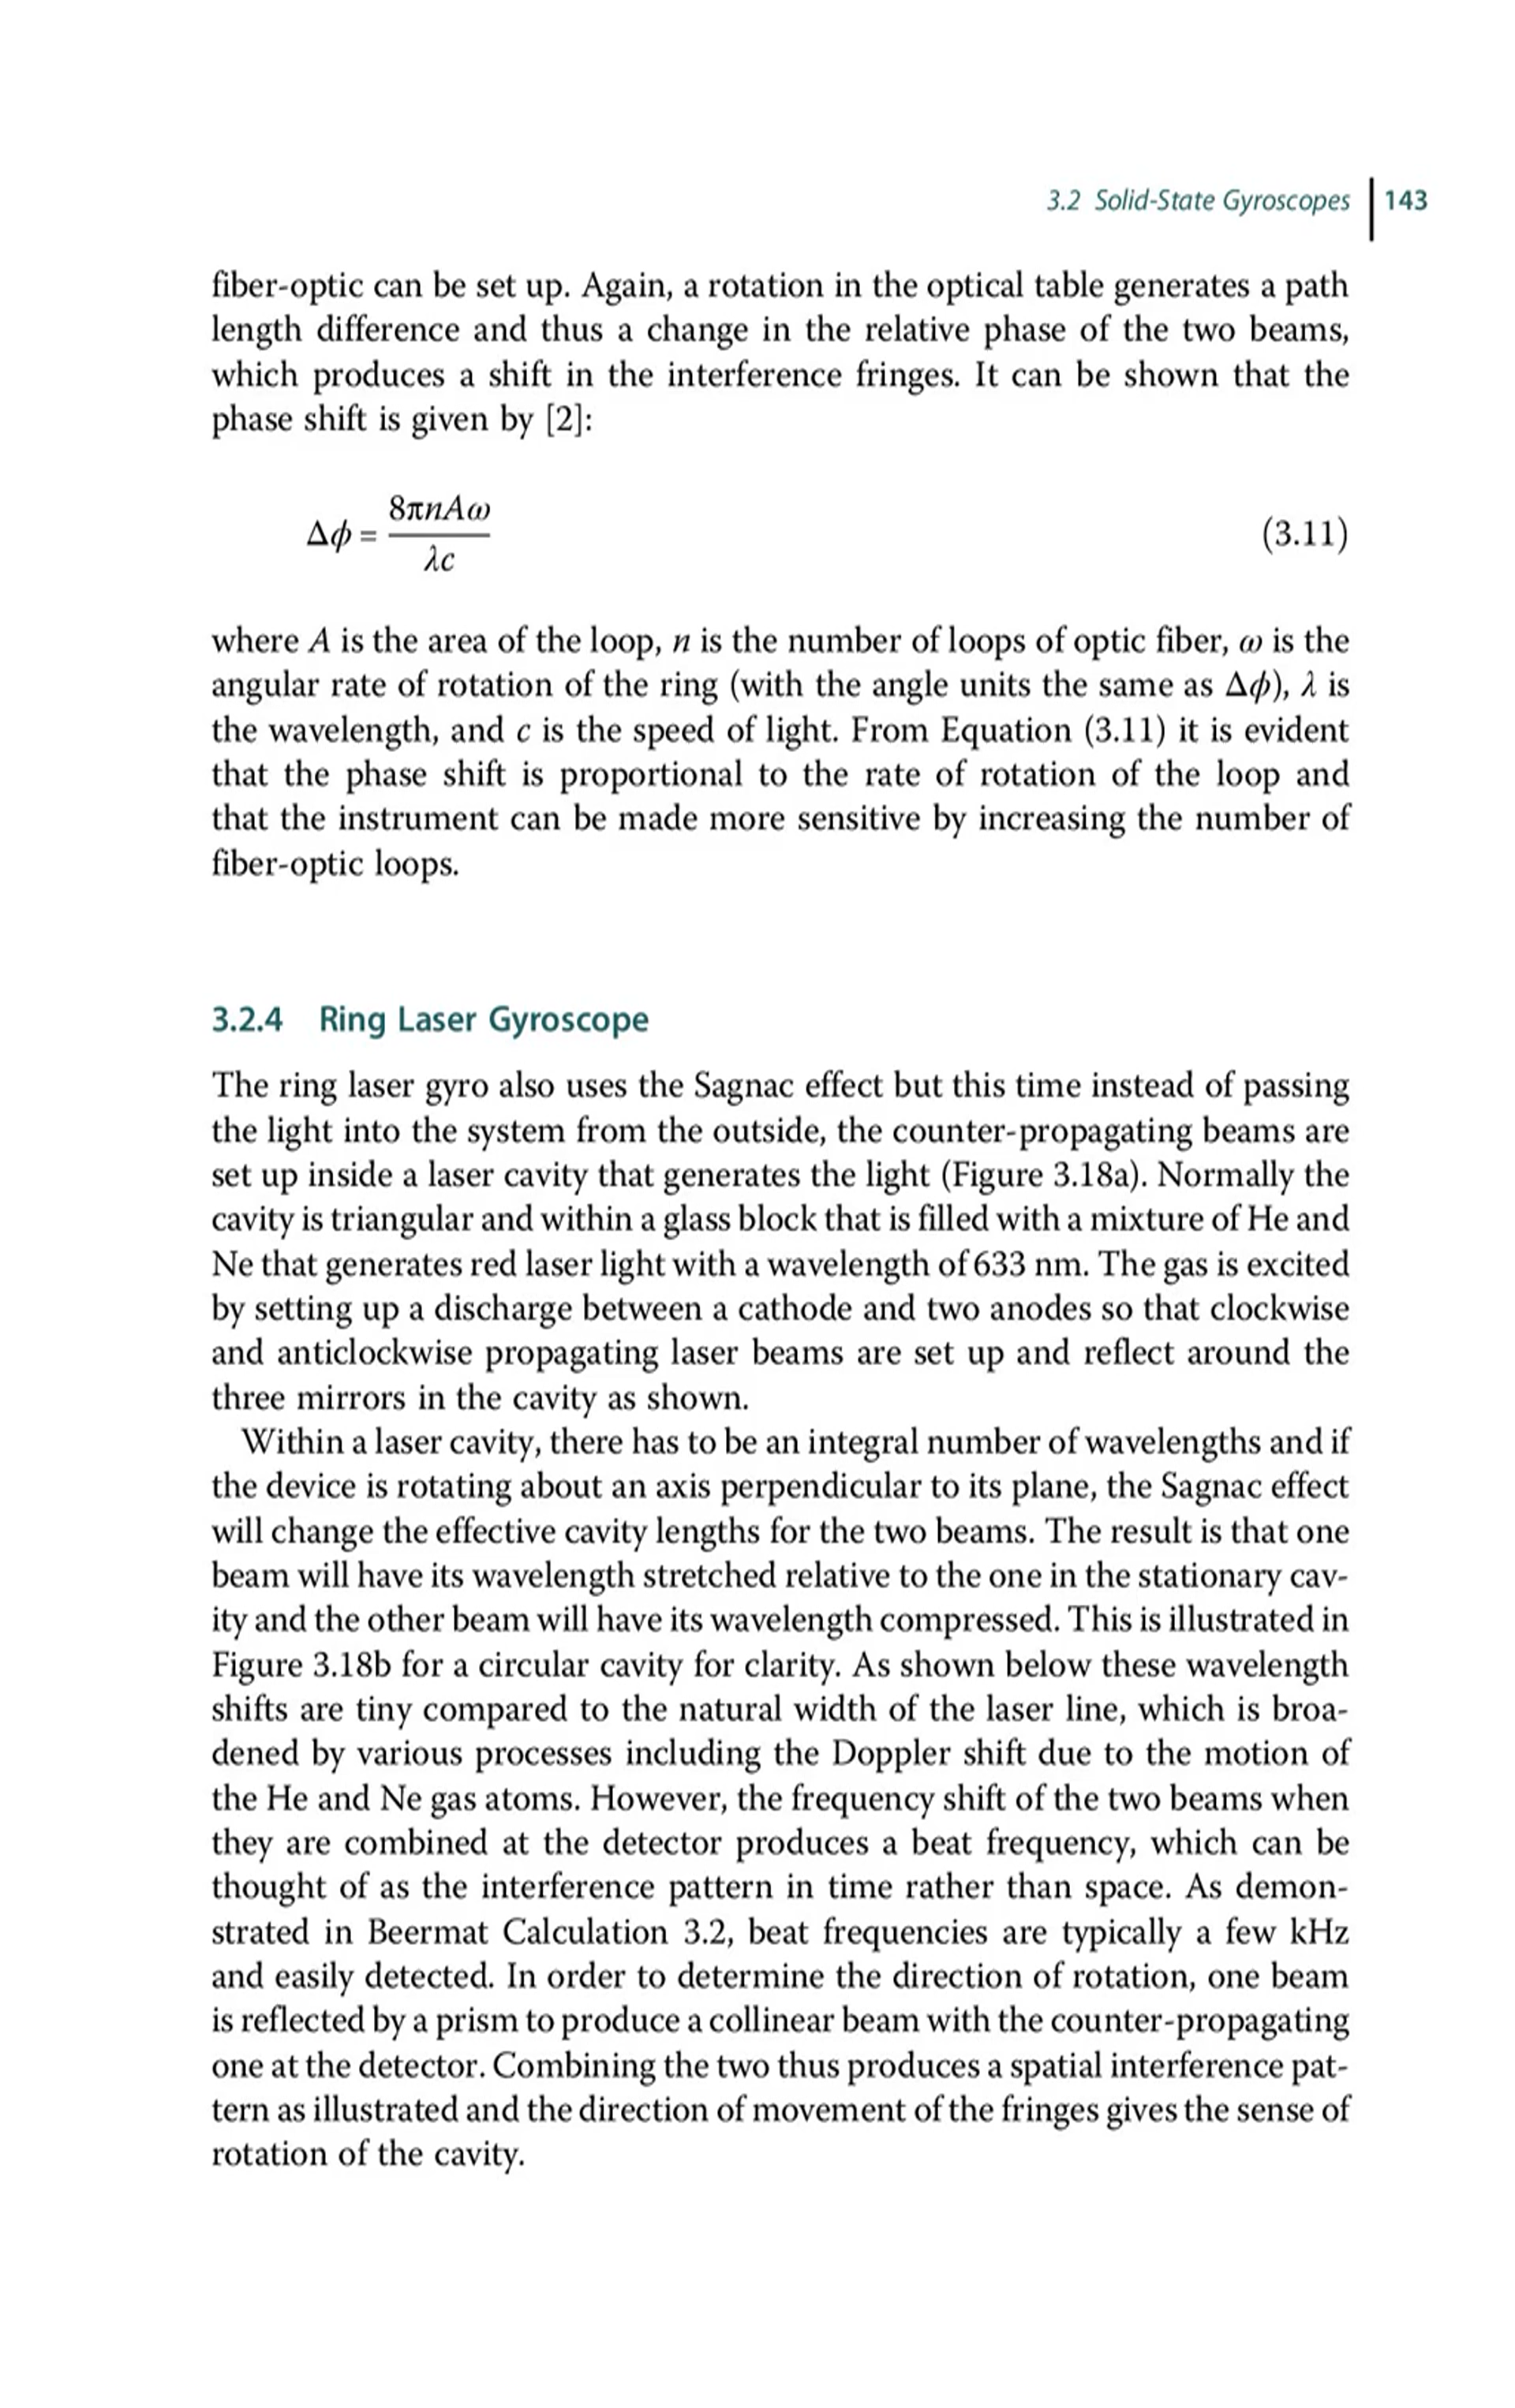 3.2 Solid-State Gyroscopes 143
fiber-optic can be set up. Again, a rotation in the optical table generates a path
length difference and thus a change in the relative phase of the two beams,
which produces a shift in the interference fringes. It can be shown that the
phase shift is given by [2]:
Δϕ = 8πnAω / λc (3.11)
where A is the area of the loop, n is the number of loops of optic fiber, ω is the
angular rate of rotation of the ring (with the angle units the same as Δϕ), λ is
the wavelength, and c is the speed of light. From Equation (3.11) it is evident
that the phase shift is proportional to the rate of rotation of the loop and
that the instrument can be made more sensitive by increasing the number of
fiber-optic loops.
3.2.4 Ring Laser Gyroscope
The ring laser gyro also uses the Sagnac effect but this time instead of passing
the light into the system from the outside, the counter-propagating beams are
set up inside a laser cavity that generates the light (Figure 3.18a). Normally the
cavity is triangular and within a glass block that is filled with a mixture of He and
Ne that generates red laser light with a wavelength of 633 nm. The gas is excited
by setting up a discharge between a cathode and two anodes so that clockwise
and anticlockwise propagating laser beams are set up and reflect around the
three mirrors in the cavity as shown.
Within a laser cavity, there has to be an integral number of wavelengths and if
the device is rotating about an axis perpendicular to its plane, the Sagnac effect
will change the effective cavity lengths for the two beams. The result is that one
beam will have its wavelength stretched relative to the one in the stationary cav-
ity and the other beam will have its wavelength compressed. This is illustrated in
Figure 3.18b for a circular cavity for clarity. As shown below these wavelength
shifts are tiny compared to the natural width of the laser line, which is broa-
dened by various processes including the Doppler shift due to the motion of
the He and Ne gas atoms. However, the frequency shift of the two beams when
they are combined at the detector produces a beat frequency, which can be
thought of as the interference pattern in time rather than space. As demon-
strated in Beermat Calculation 3.2, beat frequencies are typically a few kHz
and easily detected. In order to determine the direction of rotation, one beam
is reflected by a prism to produce a collinear beam with the counter-propagating
one at the detector. Combining the two thus produces a spatial interference pat-
tern as illustrated and the direction of movement of the fringes gives the sense of
rotation of the cavity.